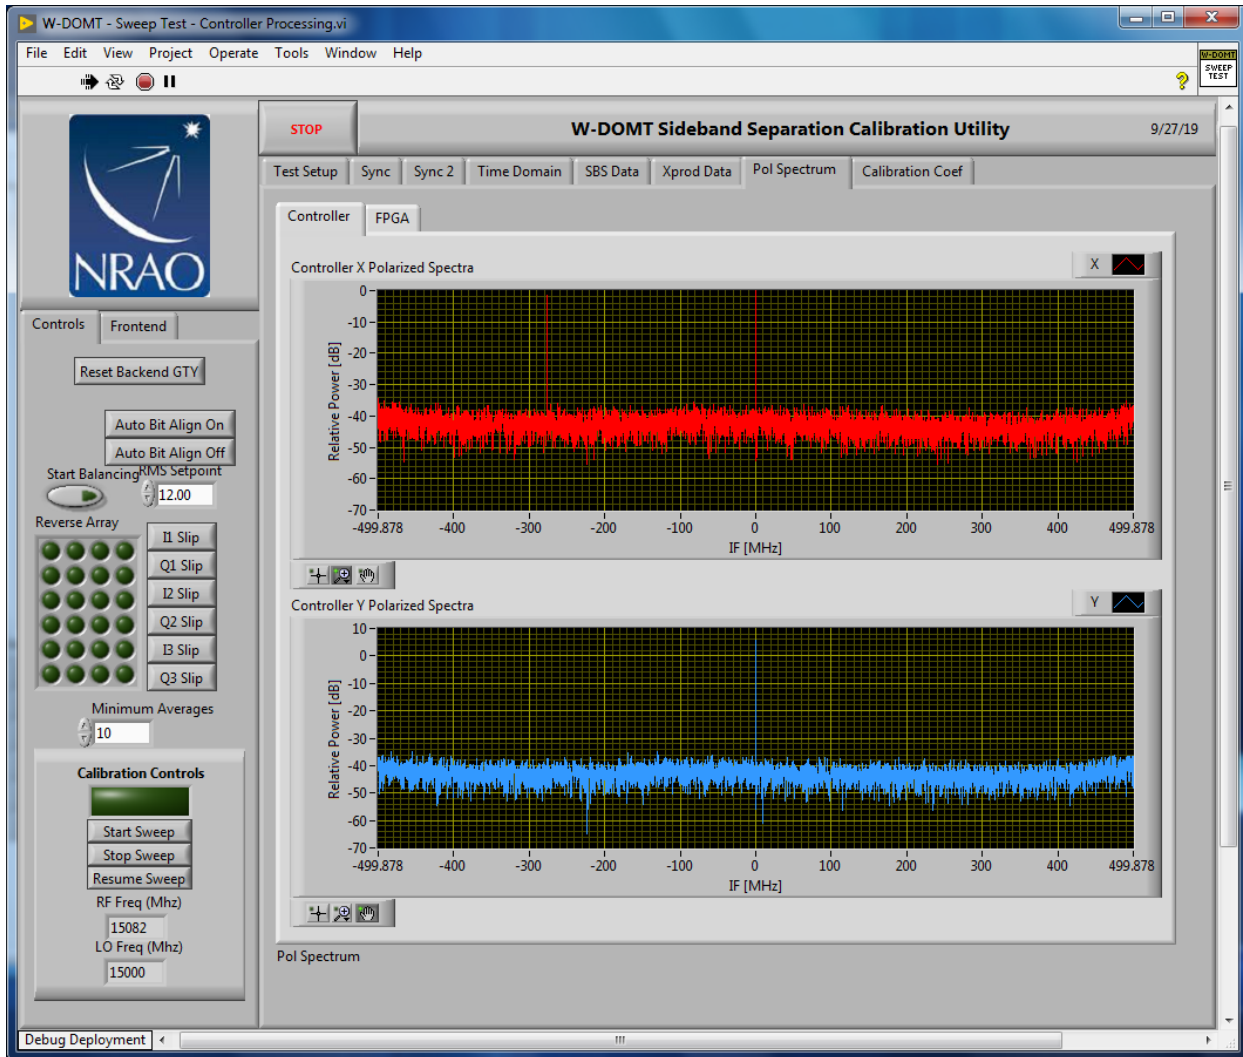 W-DOMT - Sweep Test - Controller Processing.vi
File Edit View Project Operate Tools Window Help
W-DOMT
SWEEP
TEST
NRAO
STOP
W-DOMT Sideband Separation Calibration Utility
9/27/19
Test Setup Sync Sync 2 Time Domain SBS Data Xprod Data Pol Spectrum Calibration Coef
Controller FPGA
Controller X Polarized Spectra
X
Relative Power [dB]
0
-10
-20
-30
-40
-50
-60
-70
-499.878 -400 -300 -200 -100 0 100 200 300 400 499.878
IF [MHz]
Controller Y Polarized Spectra
Y
Relative Power [dB]
10
0
-10
-20
-30
-40
-50
-60
-70
-499.878 -400 -300 -200 -100 0 100 200 300 400 499.878
IF [MHz]
Pol Spectrum
Controls Frontend
Reset Backend GTY
Auto Bit Align On
Auto Bit Align Off
Start Balancing RMS Setpoint
12.00
Reverse Array
I1 Slip
Q1 Slip
I2 Slip
Q2 Slip
I3 Slip
Q3 Slip
Minimum Averages
10
Calibration Controls
Start Sweep
Stop Sweep
Resume Sweep
RF Freq (Mhz)
15082
LO Freq (Mhz)
15000
Debug Deployment